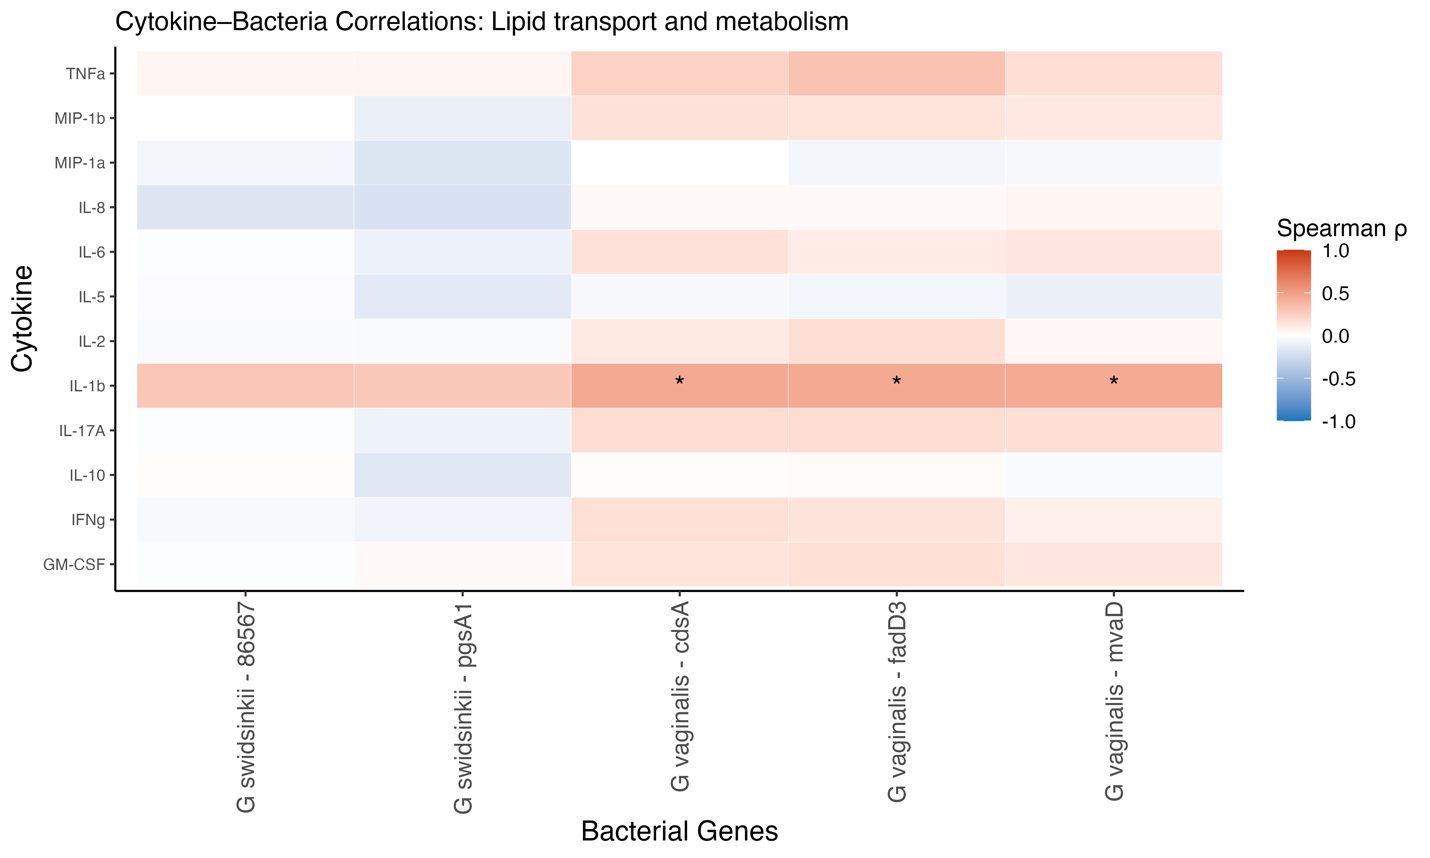 Cytokine–Bacteria Correlations: Lipid transport and metabolism
Cytokine
TNFa
MIP-1b
MIP-1a
IL-8
IL-6
IL-5
IL-2
IL-1b
* * *
IL-17A
IL-10
IFNg
GM-CSF
G swidsinkii - 86567
G swidsinkii - pgsA1
G vaginalis - cdsA
G vaginalis - fadD3
G vaginalis - mvaD
Bacterial Genes
Spearman ρ
1.0
0.5
0.0
-0.5
-1.0